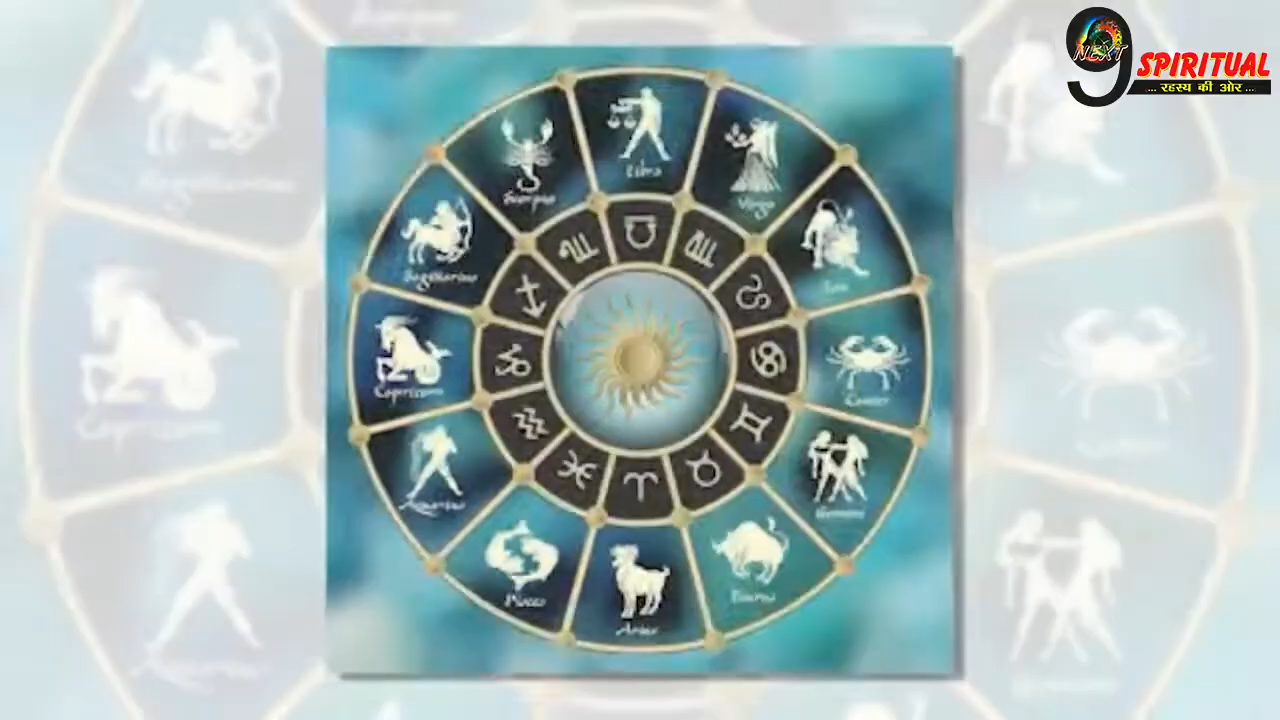 NEXT
9 SPIRITUAL
... रहस्य की ओर ...
Libra
Scorpio
Virgo
Sagittarius
Leo
Capricorn
Cancer
Aquarius
Gemini
Pisces
Taurus
Aries